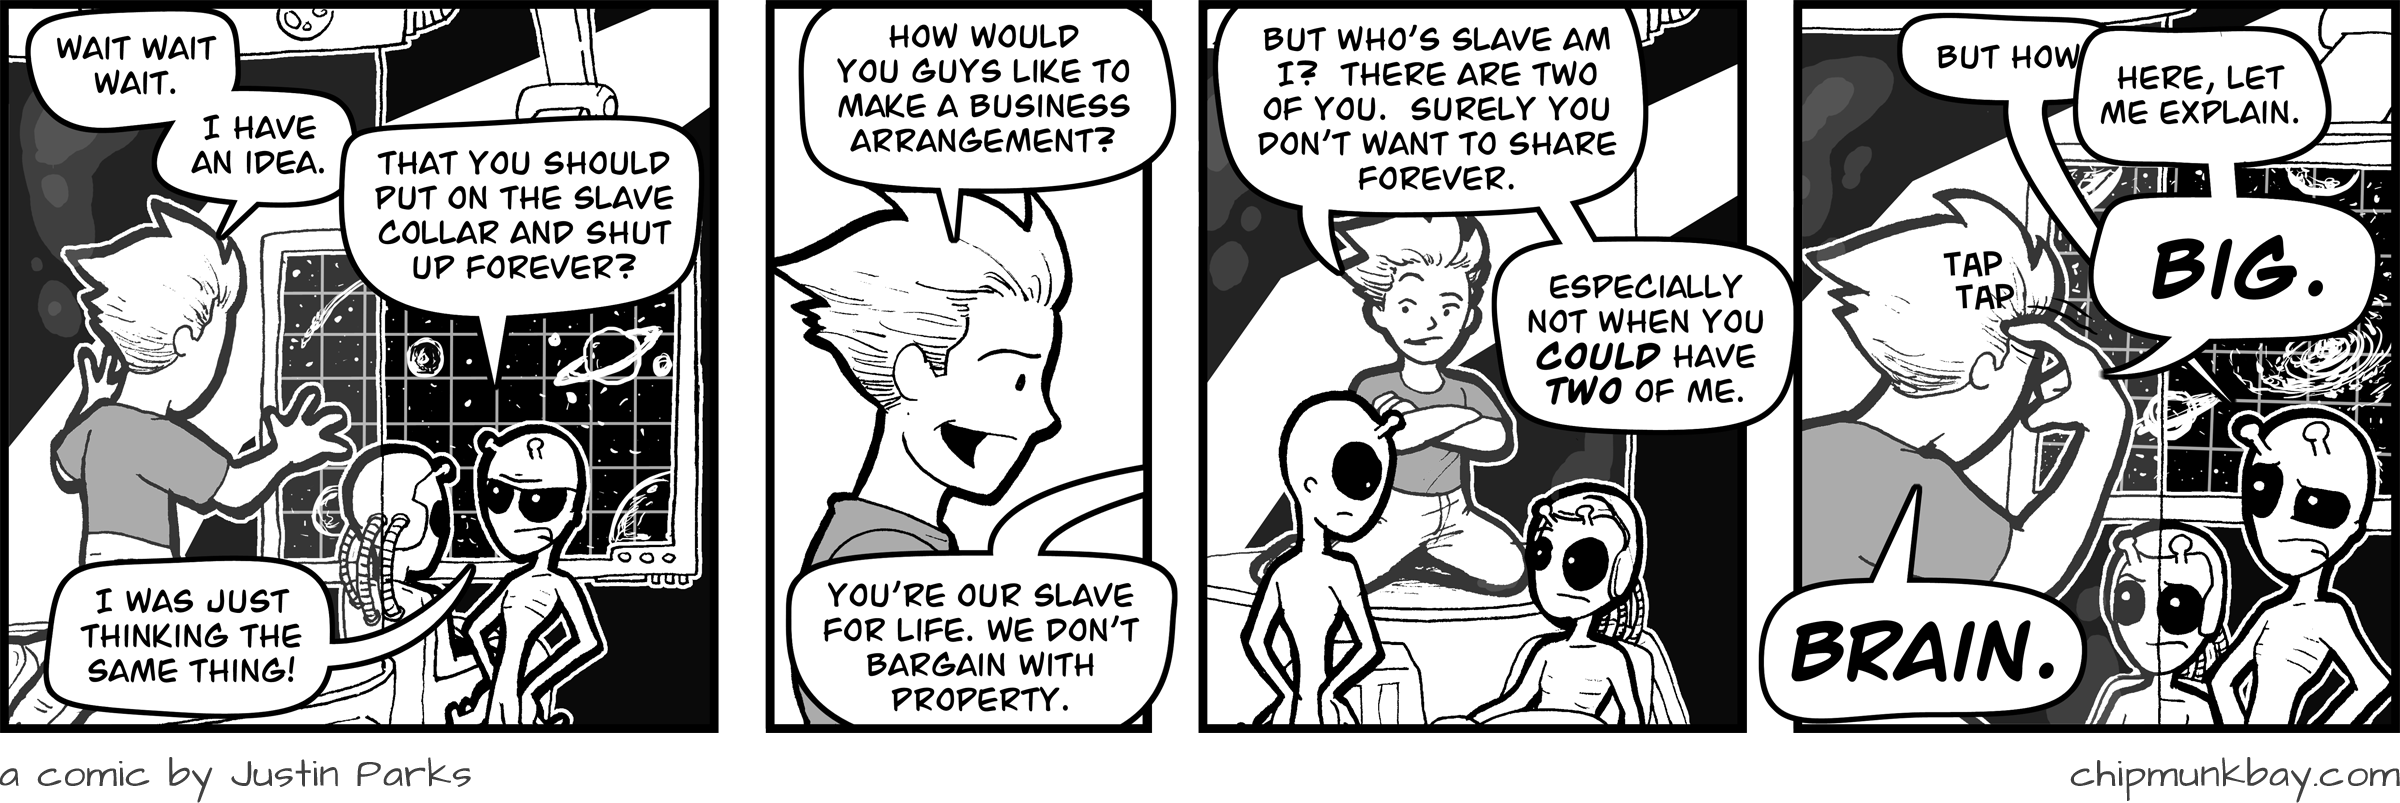 WAIT WAIT
WAIT.
I HAVE
AN IDEA.
THAT YOU SHOULD
PUT ON THE SLAVE
COLLAR AND SHUT
UP FOREVER?
I WAS JUST
THINKING THE
SAME THING!
HOW WOULD
YOU GUYS LIKE TO
MAKE A BUSINESS
ARRANGEMENT?
YOU'RE OUR SLAVE
FOR LIFE. WE DON'T
BARGAIN WITH
PROPERTY.
BUT WHO'S SLAVE AM
I? THERE ARE TWO
OF YOU. SURELY YOU
DON'T WANT TO SHARE
FOREVER.
ESPECIALLY
NOT WHEN YOU
COULD HAVE
TWO OF ME.
BUT HOW
HERE, LET
ME EXPLAIN.
BIG.
TAP
TAP
BRAIN.
a comic by Justin Parks
chipmunkbay.com